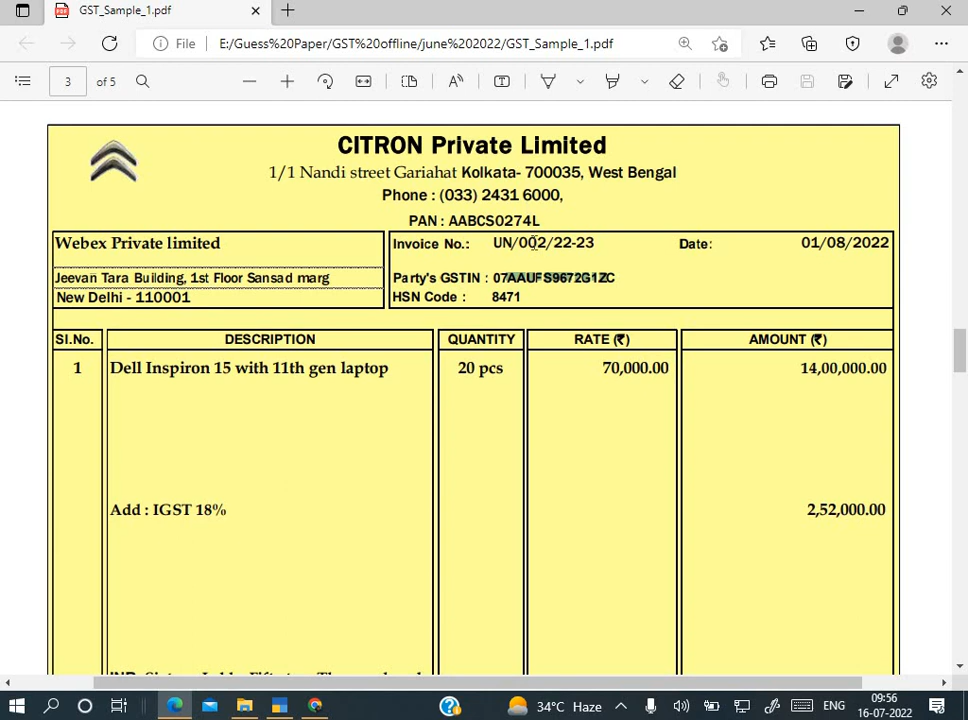 GST_Sample_1.pdf
File E:/Guess%20Paper/GST%20offline/june%202022/GST_Sample_1.pdf
3 of 5
CITRON Private Limited
1/1 Nandi street Gariahat Kolkata- 700035, West Bengal
Phone : (033) 2431 6000,
PAN : AABCS0274L
Webex Private limited
Invoice No.: UN/002/22-23 Date: 01/08/2022
Jeevan Tara Building, 1st Floor Sansad marg
Party's GSTIN : 07AAUFS9672G1ZC
New Delhi - 110001
HSN Code : 8471
Sl.No. DESCRIPTION QUANTITY RATE (₹) AMOUNT (₹)
1 Dell Inspiron 15 with 11th gen laptop 20 pcs 70,000.00 14,00,000.00
Add : IGST 18% 2,52,000.00
34°C Haze ENG 09:56
16-07-2022